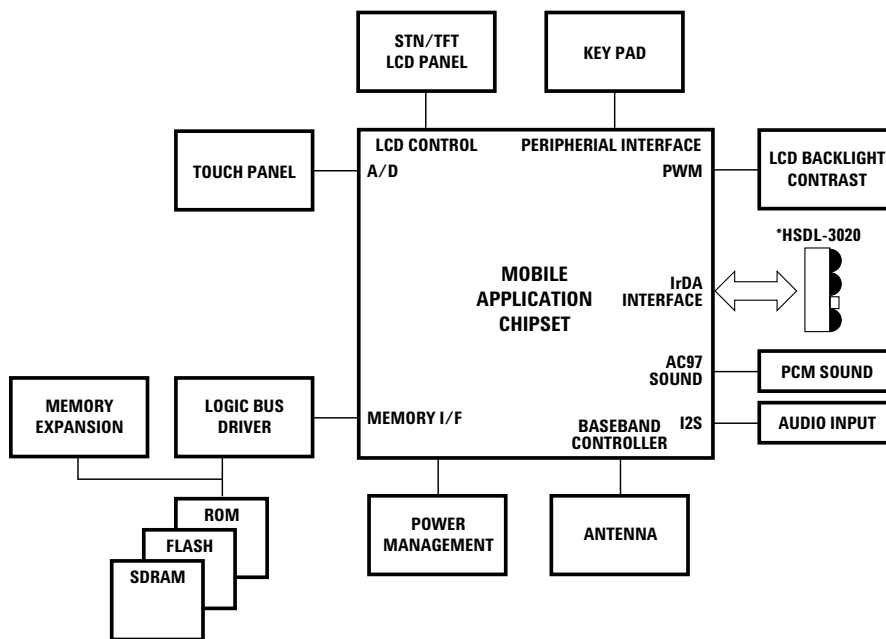 STN/TFT
LCD PANEL
KEY PAD
TOUCH PANEL
LCD CONTROL
A/D
PERIPHERIAL INTERFACE
PWM
LCD BACKLIGHT
CONTRAST
*HSDL-3020
MOBILE
APPLICATION
CHIPSET
IrDA
INTERFACE
AC97
SOUND
PCM SOUND
MEMORY
EXPANSION
LOGIC BUS
DRIVER
MEMORY I/F
BASEBAND
CONTROLLER
I2S
AUDIO INPUT
ROM
FLASH
SDRAM
POWER
MANAGEMENT
ANTENNA